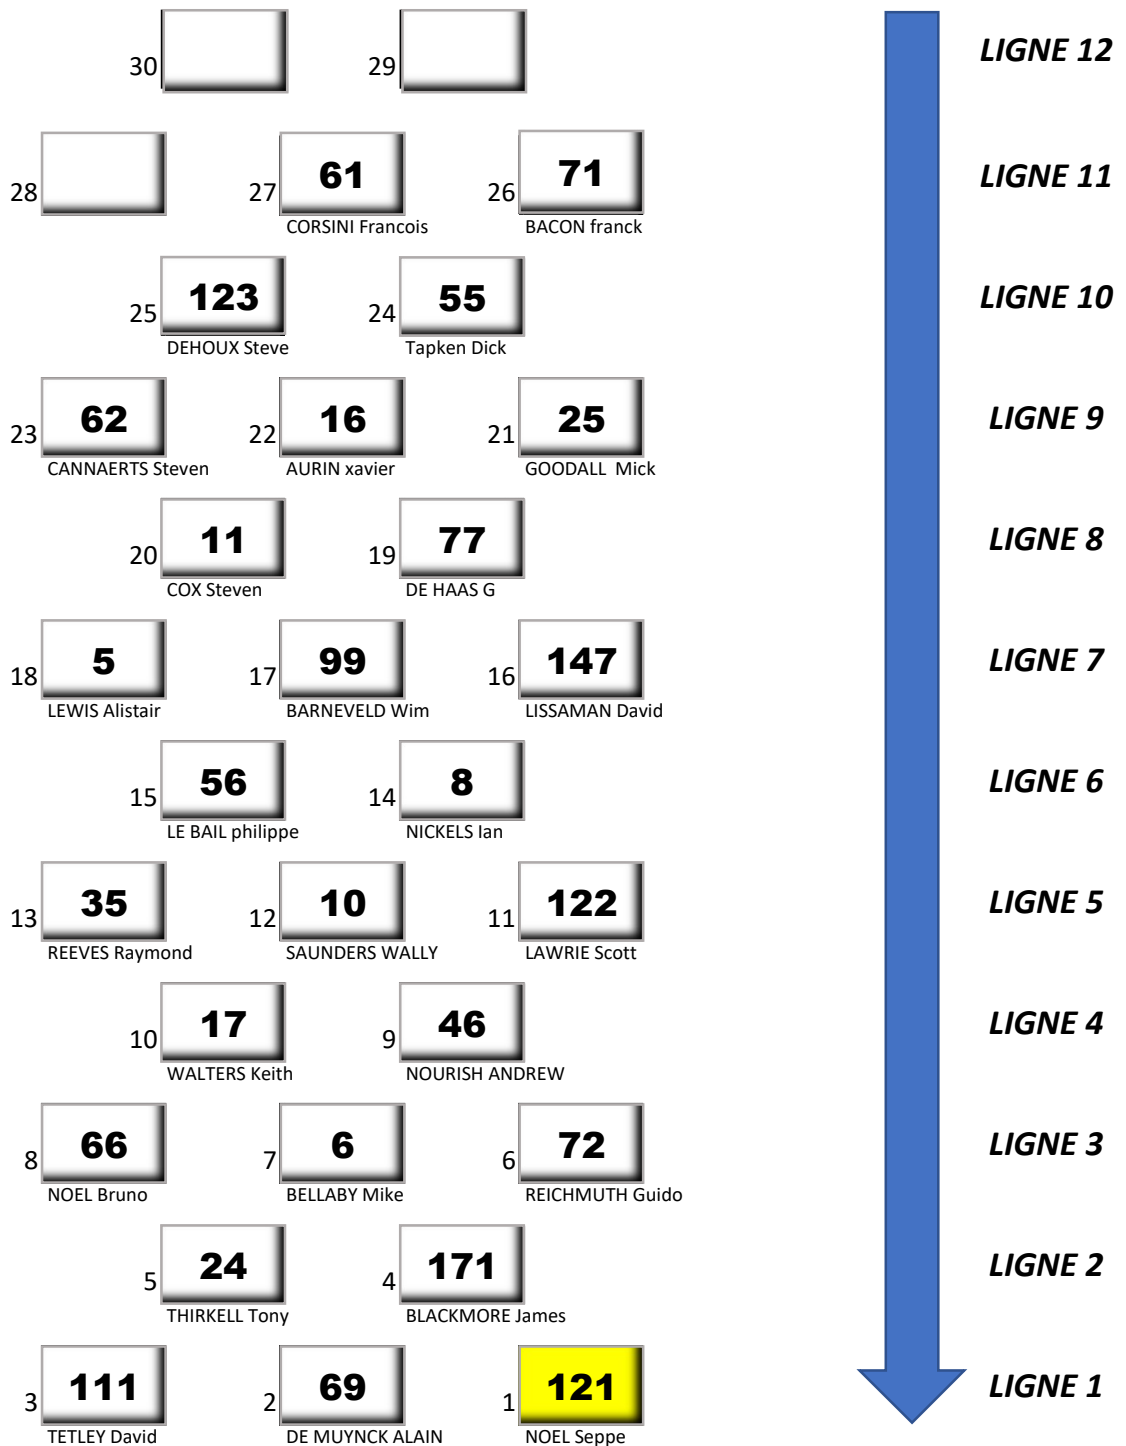 30 29 LIGNE 12
28 27 61 26 71 LIGNE 11
CORSINI Francois BACON franck
25 123 24 55 LIGNE 10
DEHOUX Steve Tapken Dick
23 62 22 16 21 25 LIGNE 9
CANNAERTS Steven AURIN xavier GOODALL  Mick
20 11 19 77 LIGNE 8
COX Steven DE HAAS G
18 5 17 99 16 147 LIGNE 7
LEWIS Alistair BARNEVELD Wim LISSAMAN David
15 56 14 8 LIGNE 6
LE BAIL philippe NICKELS Ian
13 35 12 10 11 122 LIGNE 5
REEVES Raymond SAUNDERS WALLY LAWRIE Scott
10 17 9 46 LIGNE 4
WALTERS Keith NOURISH ANDREW
8 66 7 6 6 72 LIGNE 3
NOEL Bruno BELLABY Mike REICHMUTH Guido
5 24 4 171 LIGNE 2
THIRKELL Tony BLACKMORE James
3 111 2 69 1 121 LIGNE 1
TETLEY David DE MUYNCK ALAIN NOEL Seppe